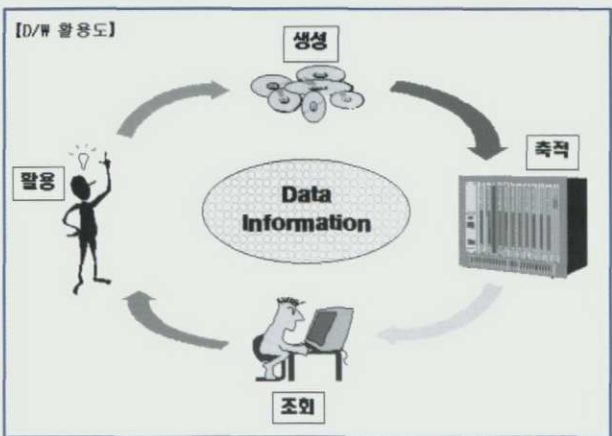 【D/W 활용도】
생성
축적
활용
Data
Information
조회